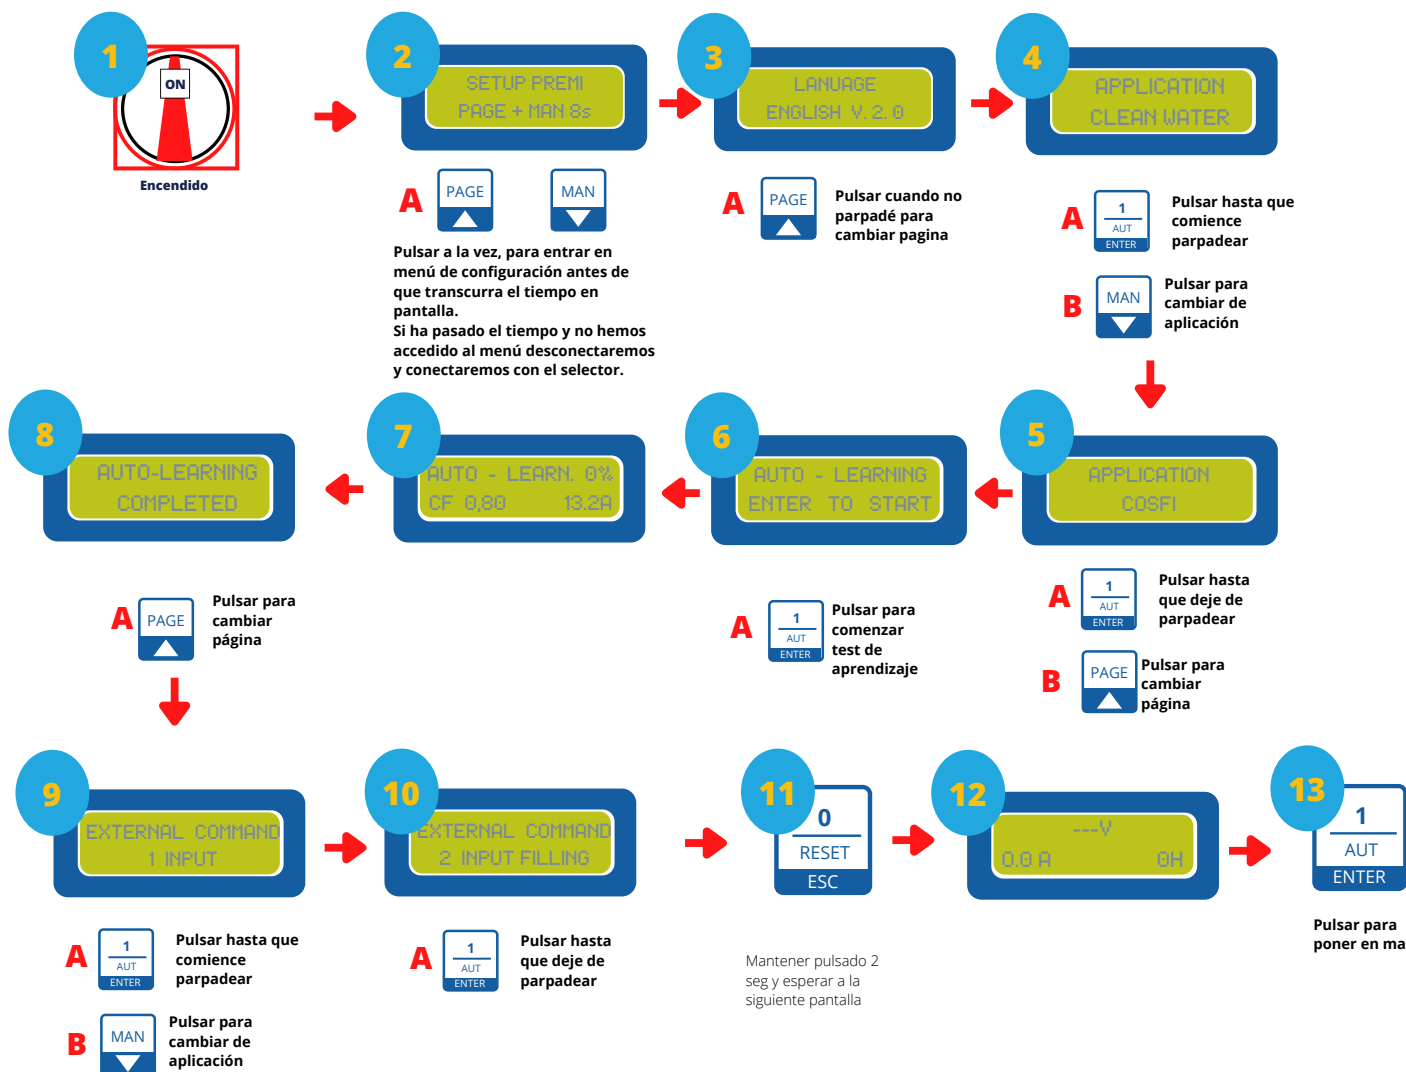 1
ON
Encendido
2
SETUP PREMI
PAGE + MAN 8s
A
PAGE
MAN
Pulsar a la vez, para entrar en
menú de configuración antes de
que transcurra el tiempo en
pantalla.
Si ha pasado el tiempo y no hemos
accedido al menú desconectaremos
y conectaremos con el selector.
3
LANUAGE
ENGLISH V. 2. 0
A
PAGE
Pulsar cuando no
parpadé para
cambiar pagina
4
APPLICATION
CLEAN WATER
A
1
AUT
ENTER
Pulsar hasta que
comience
parpadear
B
MAN
Pulsar para
cambiar de
aplicación
5
APPLICATION
COSFI
A
1
AUT
ENTER
Pulsar hasta
que deje de
parpadear
B
PAGE
Pulsar para
cambiar
página
6
AUTO - LEARNING
ENTER TO START
A
1
AUT
ENTER
Pulsar para
comenzar
test de
aprendizaje
7
AUTO - LEARN. 0%
CF 0,80 13.2A
8
AUTO-LEARNING
COMPLETED
A
PAGE
Pulsar para
cambiar
página
9
EXTERNAL COMMAND
1 INPUT
A
1
AUT
ENTER
Pulsar hasta que
comience
parpadear
B
MAN
Pulsar para
cambiar de
aplicación
10
EXTERNAL COMMAND
2 INPUT FILLING
A
1
AUT
ENTER
Pulsar hasta
que deje de
parpadear
11
0
RESET
ESC
Mantener pulsado 2
seg y esperar a la
siguiente pantalla
12
---V
0.0 A 0H
13
1
AUT
ENTER
Pulsar para
poner en ma